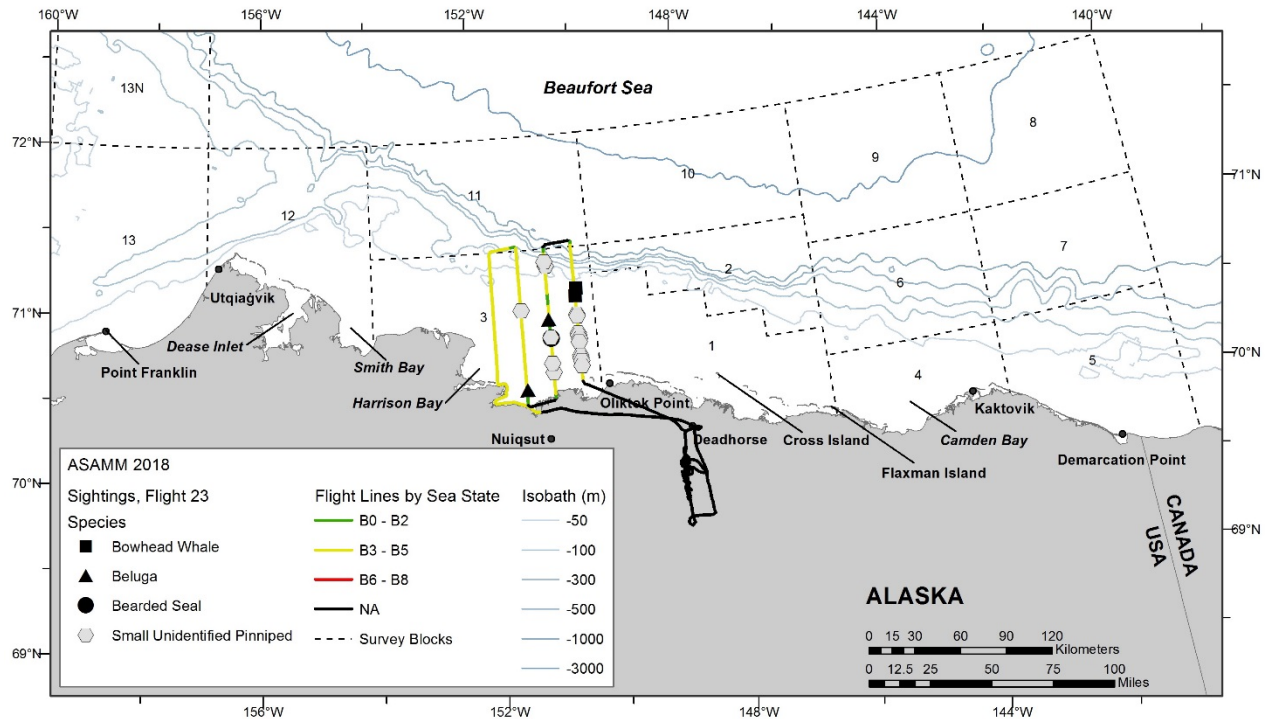 160°W 156°W 152°W 148°W 144°W 140°W
13N
Beaufort Sea
8
72°N
9
71°N
10
11
12
13
7
2
6
Utqiaġvik
71°N
3
Dease Inlet
Smith Bay
1
70°N
5
Point Franklin
Harrison Bay
4
Oliktok Point
Kaktovik
Nuiqsut
Deadhorse
Cross Island
Camden Bay
Flaxman Island
Demarcation Point
70°N
69°N
CANADA
USA
ASAMM 2018
Sightings, Flight 23
Species
Bowhead Whale
Beluga
Bearded Seal
Small Unidentified Pinniped
Flight Lines by Sea State
B0 - B2
B3 - B5
B6 - B8
NA
Survey Blocks
Isobath (m)
-50
-100
-300
-500
-1000
-3000
ALASKA
0 15 30 60 90 120
Kilometers
0 12.5 25 50 75 100
Miles
69°N
156°W 152°W 148°W 144°W